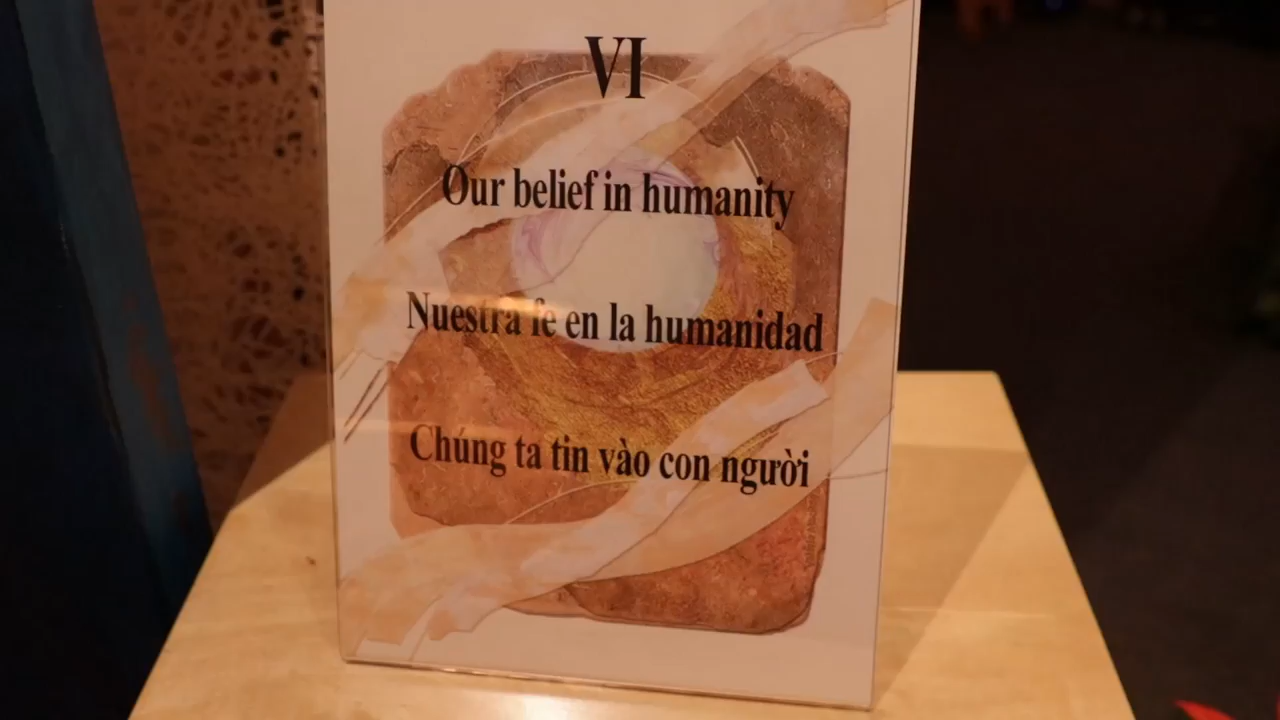 VI
Our belief in humanity
Nuestra fe en la humanidad
Chúng ta tin vào con người